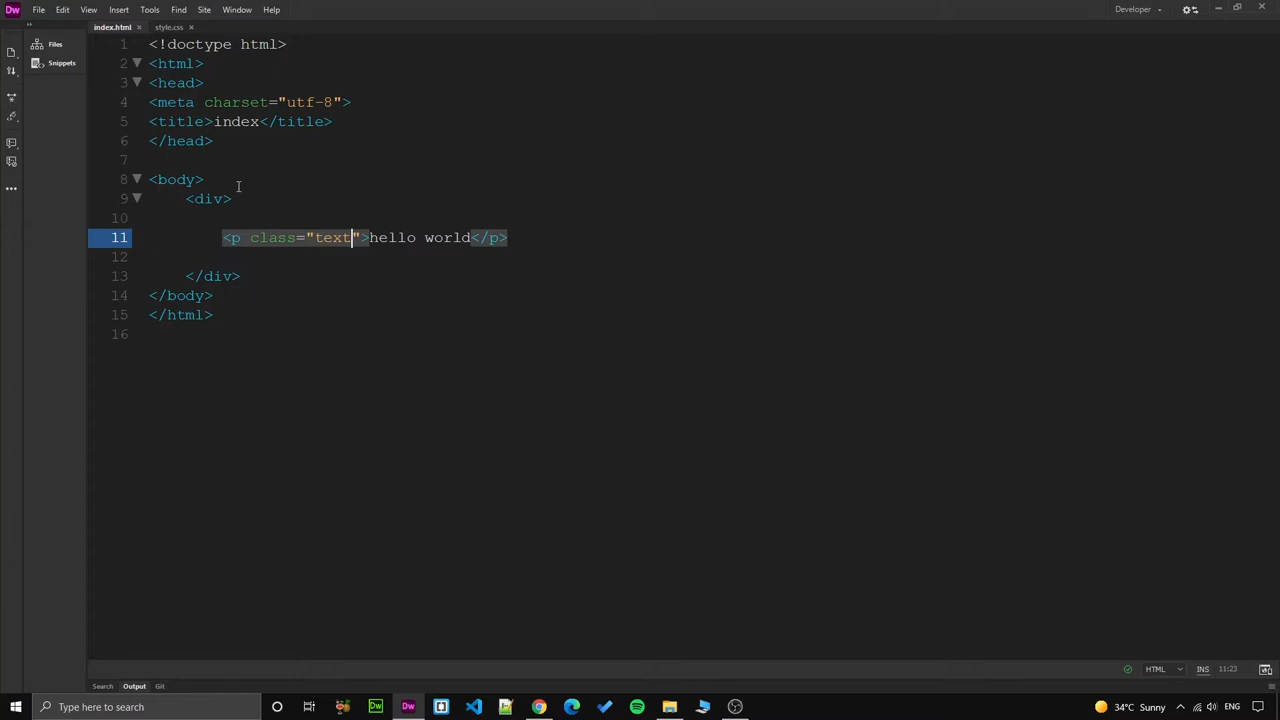 Dw File Edit View Insert Tools Find Site Window Help Developer
index.html × style.css ×
Files
Snippets
1 <!doctype html>
2 <html>
3 <head>
4 <meta charset="utf-8">
5 <title>index</title>
6 </head>
7
8 <body>
9 <div>
10
11 <p class="text">hello world</p>
12
13 </div>
14 </body>
15 </html>
16
HTML INS 11:23
Search Output Git
Type here to search Dw Dw 34°C Sunny ENG